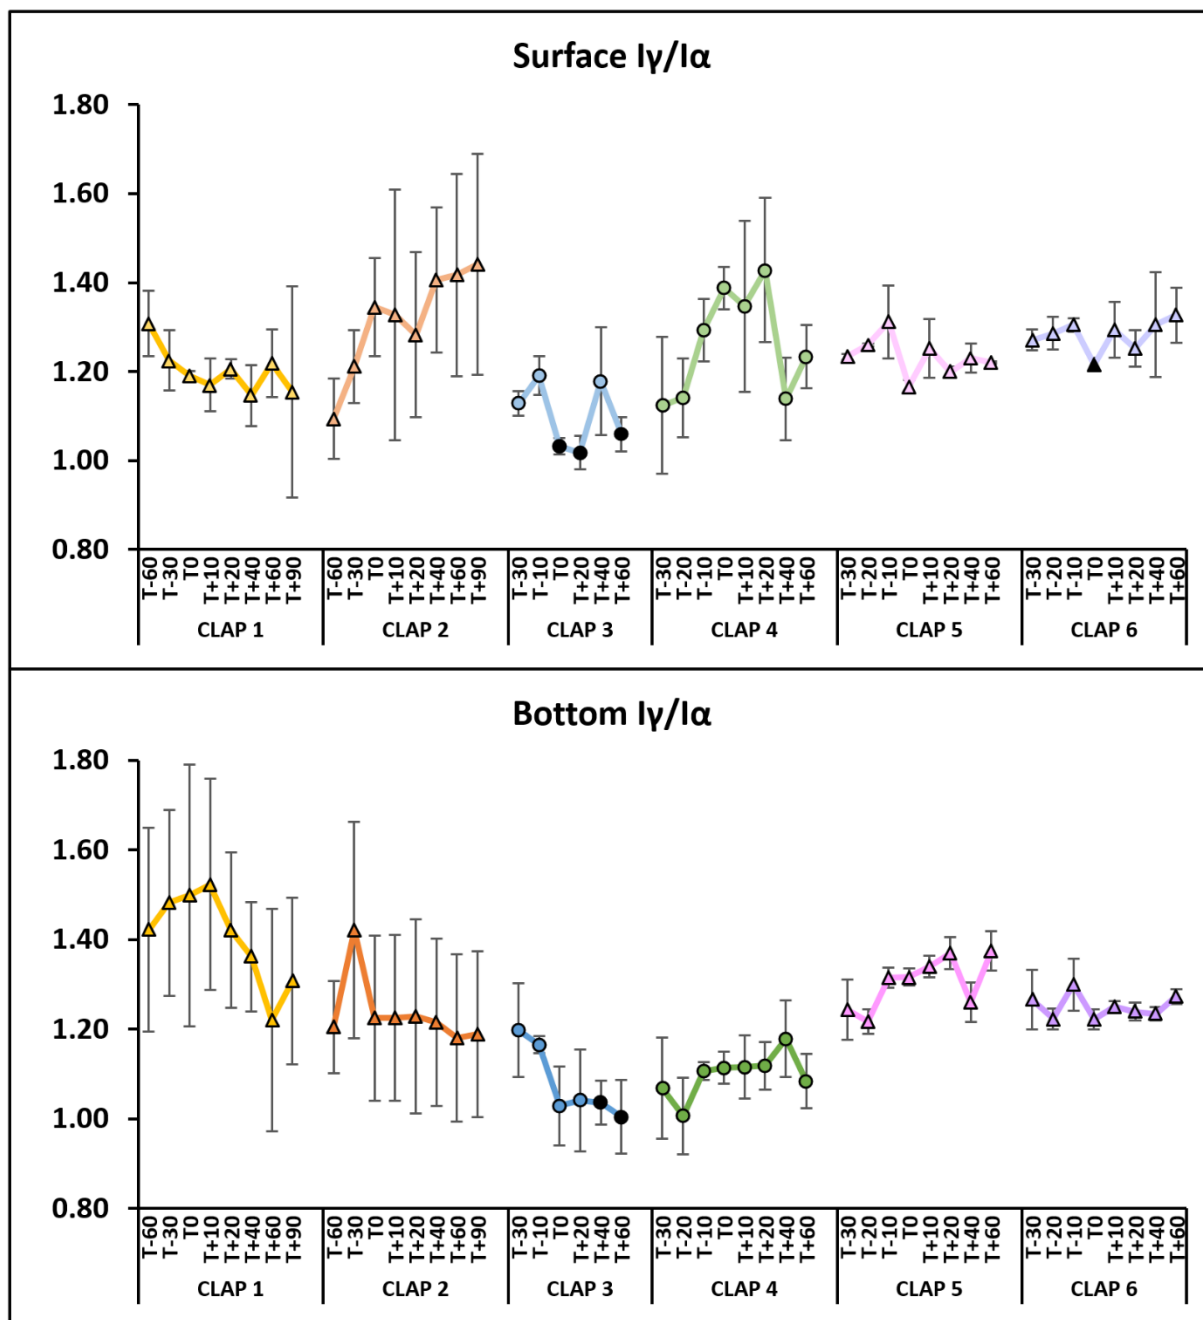 Surface Iγ/Iα
1.80
1.60
1.40
1.20
1.00
0.80
T-60 T-30 T0 T+10 T+20 T+40 T+60 T+90 T-60 T-30 T0 T+10 T+20 T+40 T+60 T+90 T-30 T-10 T0 T+20 T+40 T+60 T-30 T-20 T-10 T0 T+10 T+20 T+40 T+60 T-30 T-20 T-10 T0 T+10 T+20 T+40 T+60 T-30 T-20 T-10 T0 T+10 T+20 T+40 T+60
CLAP 1 CLAP 2 CLAP 3 CLAP 4 CLAP 5 CLAP 6
Bottom Iγ/Iα
1.80
1.60
1.40
1.20
1.00
0.80
T-60 T-30 T0 T+10 T+20 T+40 T+60 T+90 T-60 T-30 T0 T+10 T+20 T+40 T+60 T+90 T-30 T-10 T0 T+20 T+40 T+60 T-30 T-20 T-10 T0 T+10 T+20 T+40 T+60 T-30 T-20 T-10 T0 T+10 T+20 T+40 T+60 T-30 T-20 T-10 T0 T+10 T+20 T+40 T+60
CLAP 1 CLAP 2 CLAP 3 CLAP 4 CLAP 5 CLAP 6